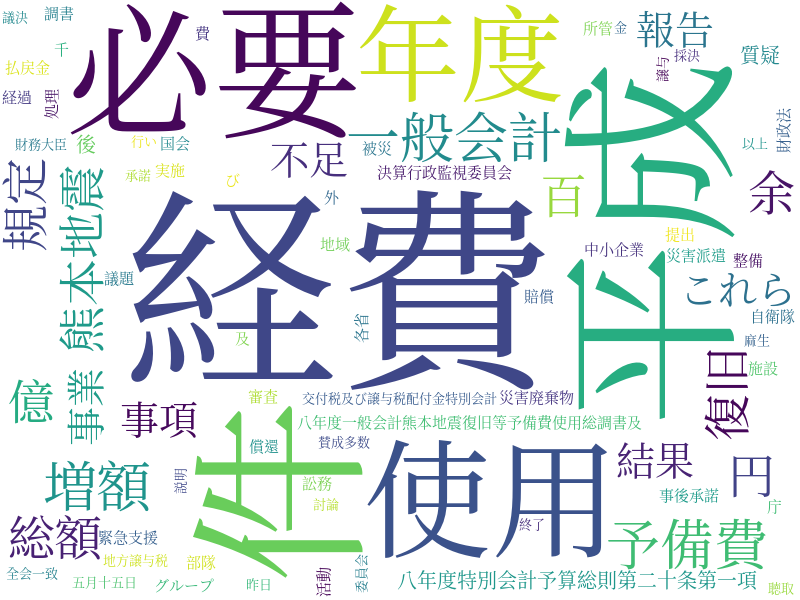 議決
調書
費
必要
年度
所管
金
報告
質疑
千
払戻金
経過
処理
譲与
採決
平成
一般会計
財務大臣
後
行い
国会
不足
被災
以上
財政法
規定
熊本地震
承諾
実施
び
決算行政監視委員会
百
余
外
経費
地域
中小企業
提出
災害派遣
整備
議題
これら
賠償
自衛隊
各省
及
麻生
施設
復旧
億
事業
事項
審査
交付税及び譲与税配付金特別会計
災害廃棄物
八年度一般会計熊本地震復旧等予備費使用総調書及
件
償還
賛成多数
使用
結果
円
増額
説明
訟務
討論
事後承諾
庁
総額
緊急支援
終了
予備費
地方譲与税
部隊
全会一致
五月十五日
グループ
昨日
活動
委員会
八年度特別会計予算総則第二十条第一項
聴取